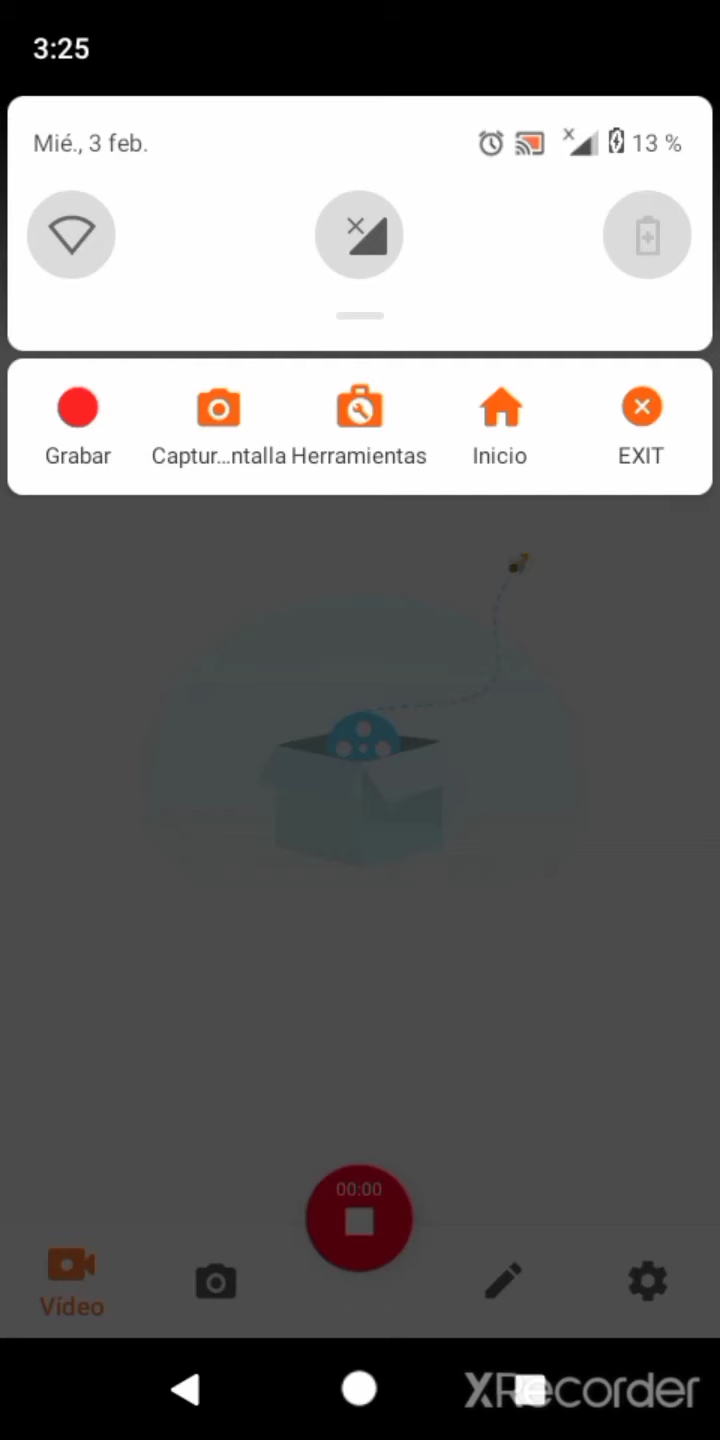 3:25
Mié., 3 feb.
13 %
Grabar
Captur...ntalla
Herramientas
Inicio
EXIT
00:00
Vídeo
XRecorder